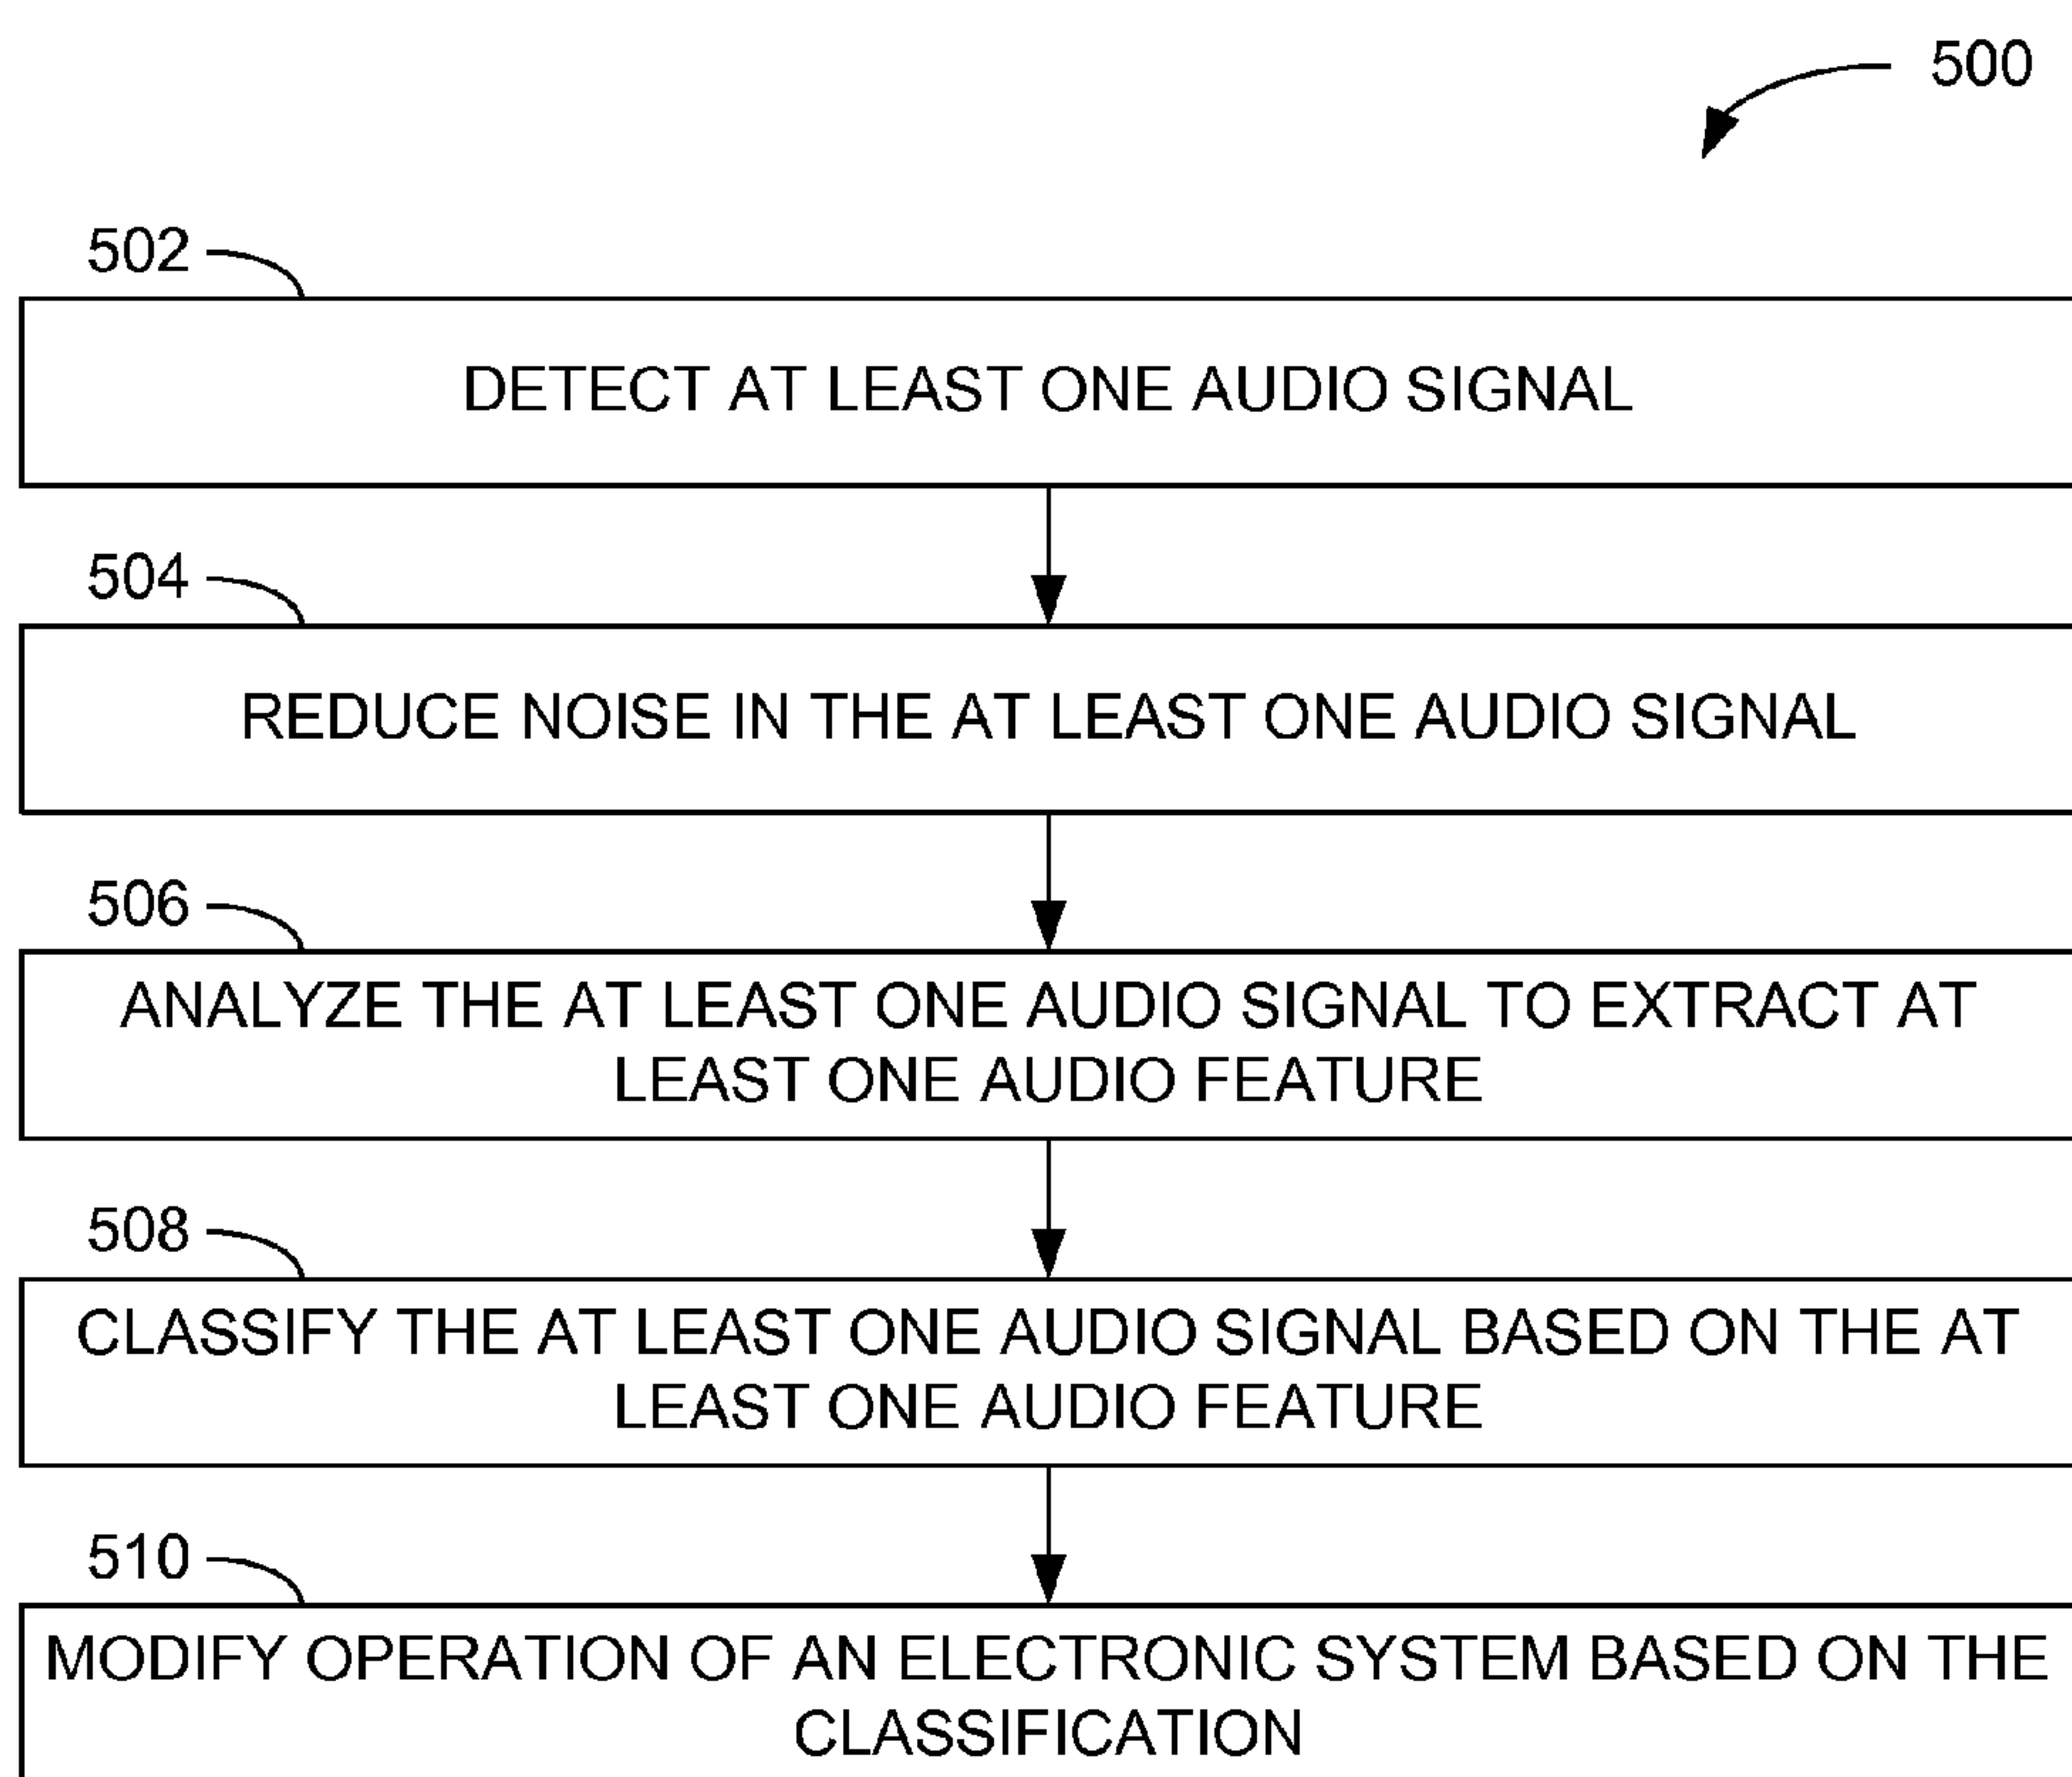 500
502
DETECT AT LEAST ONE AUDIO SIGNAL
504
REDUCE NOISE IN THE AT LEAST ONE AUDIO SIGNAL
506
ANALYZE THE AT LEAST ONE AUDIO SIGNAL TO EXTRACT AT
LEAST ONE AUDIO FEATURE
508
CLASSIFY THE AT LEAST ONE AUDIO SIGNAL BASED ON THE AT
LEAST ONE AUDIO FEATURE
510
MODIFY OPERATION OF AN ELECTRONIC SYSTEM BASED ON THE
CLASSIFICATION